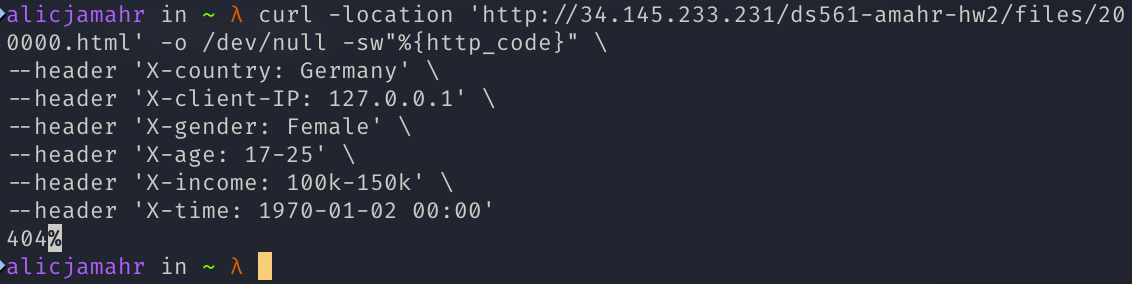 alicjamahr in ~ λ curl --location 'http://34.145.233.231/ds561-amahr-hw2/files/20
0000.html' -o /dev/null -sw"%{http_code}" \
--header 'X-country: Germany' \
--header 'X-client-IP: 127.0.0.1' \
--header 'X-gender: Female' \
--header 'X-age: 17-25' \
--header 'X-income: 100k-150k' \
--header 'X-time: 1970-01-02 00:00'
404%
alicjamahr in ~ λ